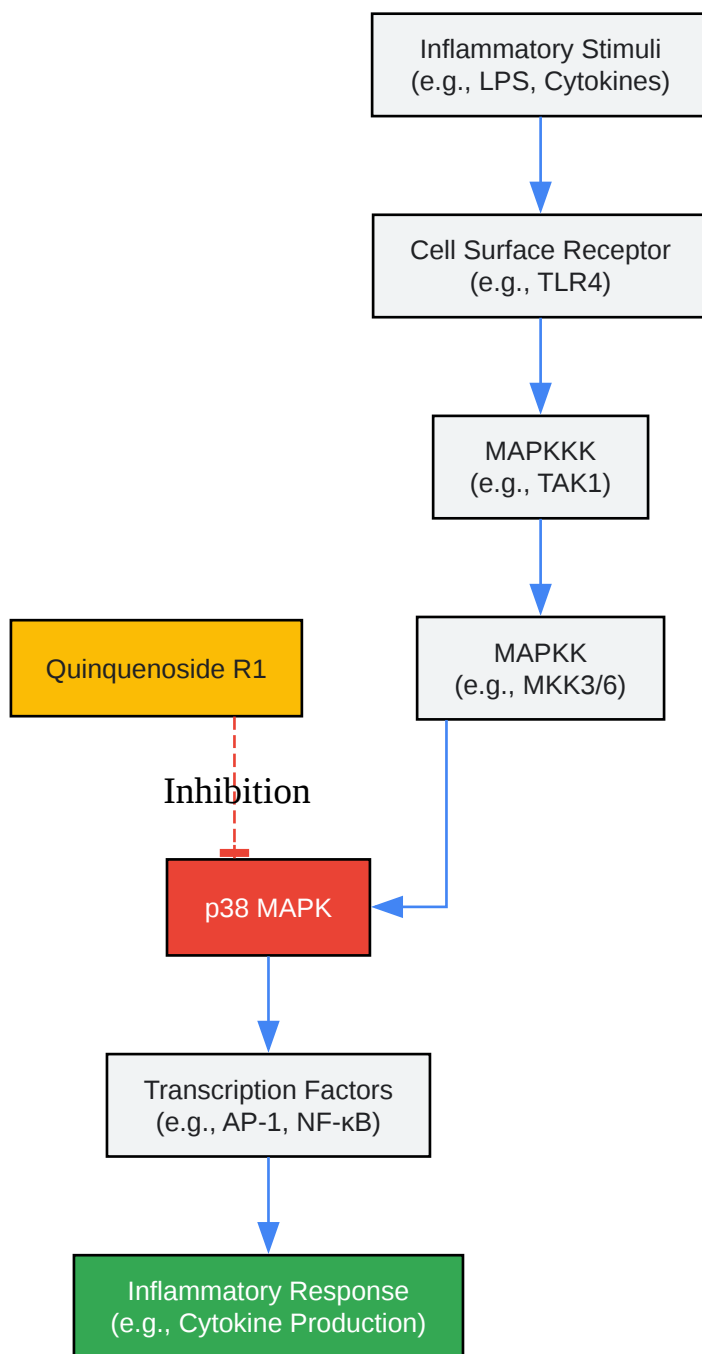 Inflammatory Stimuli
(e.g., LPS, Cytokines)
Cell Surface Receptor
(e.g., TLR4)
MAPKKK
(e.g., TAK1)
Quinquenoside R1
MAPKK
(e.g., MKK3/6)
Inhibition
p38 MAPK
Transcription Factors
(e.g., AP-1, NF-κB)
Inflammatory Response
(e.g., Cytokine Production)